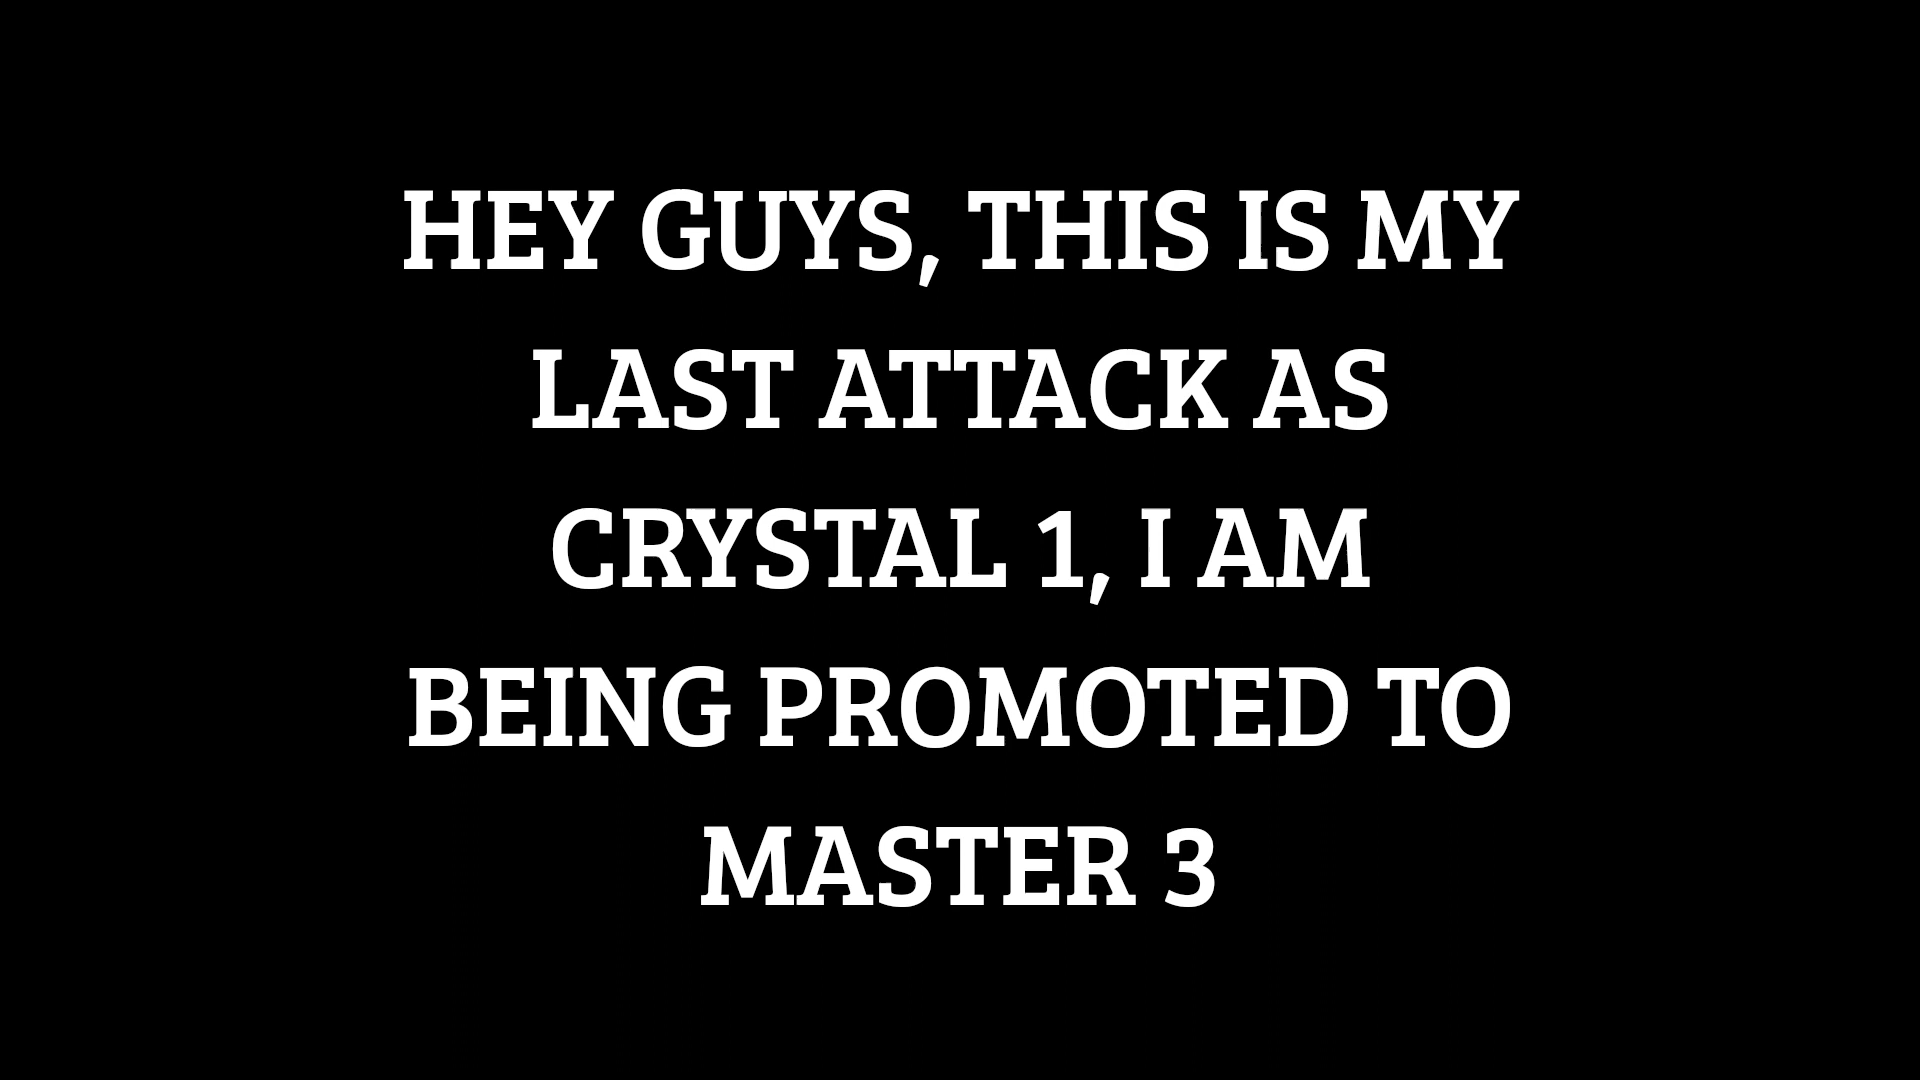 HEY GUYS, THIS IS MY
LAST ATTACK AS
CRYSTAL 1, I AM
BEING PROMOTED TO
MASTER 3